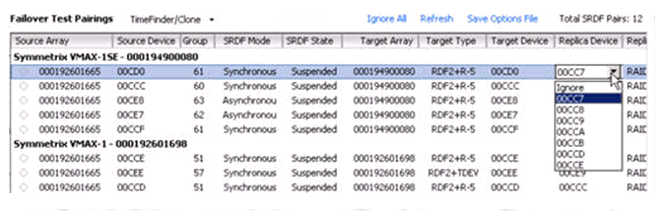 Failover Test Pairings TimeFinder/Clone Ignore All Refresh Save Options File Total SRDF Pairs: 12
Source Array Source Device Group SRDF Mode SRDF State Target Array Target Type Target Device Replica Device Repli
Symmetrix VMAX-1SE - 000194900080
000192601665 00CD0 61 Synchronous Suspended 000194900080 RDF2+R-5 00CD0 00CC7 RAID
000192601665 00CCC 60 Synchronous Suspended 000194900080 RDF2+R-5 00CCC Ignore RAID
000192601665 00CE8 63 Asynchronou Suspended 000194900080 RDF2+R-5 00CE8 00CC7 RAID
00CC8
000192601665 00CE7 62 Asynchronou Suspended 000194900080 RDF2+R-5 00CE7 00CC9 RAID
000192601665 00CCF 61 Synchronous Suspended 000194900080 RDF2+R-5 00CCF 00CCA RAID
Symmetrix VMAX-1 - 000192601698 00CCB
000192601665 00CCE 51 Synchronous Suspended 000192601698 RDF2+R-5 00CCE 00CCD RAID
00CCE
000192601665 00CEE 57 Synchronous Suspended 000192601698 RDF2+TDEV 00CEE 00CE9 RAID
000192601665 00CCD 51 Synchronous Suspended 000192601698 RDF2+R-5 00CCD 00CCC RAID